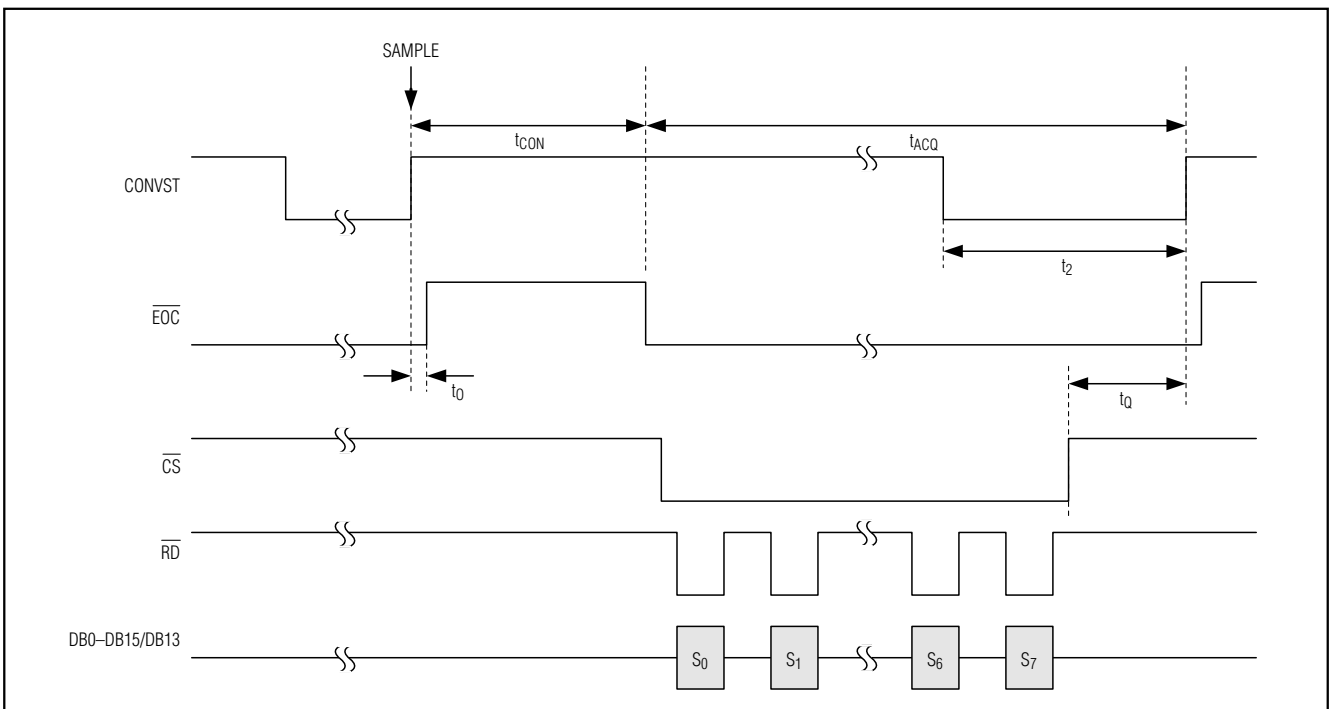 SAMPLE
tCON
tACQ
CONVST
t2
EOC
t0
tQ
CS
RD
DB0–DB15/DB13
S0
S1
S6
S7